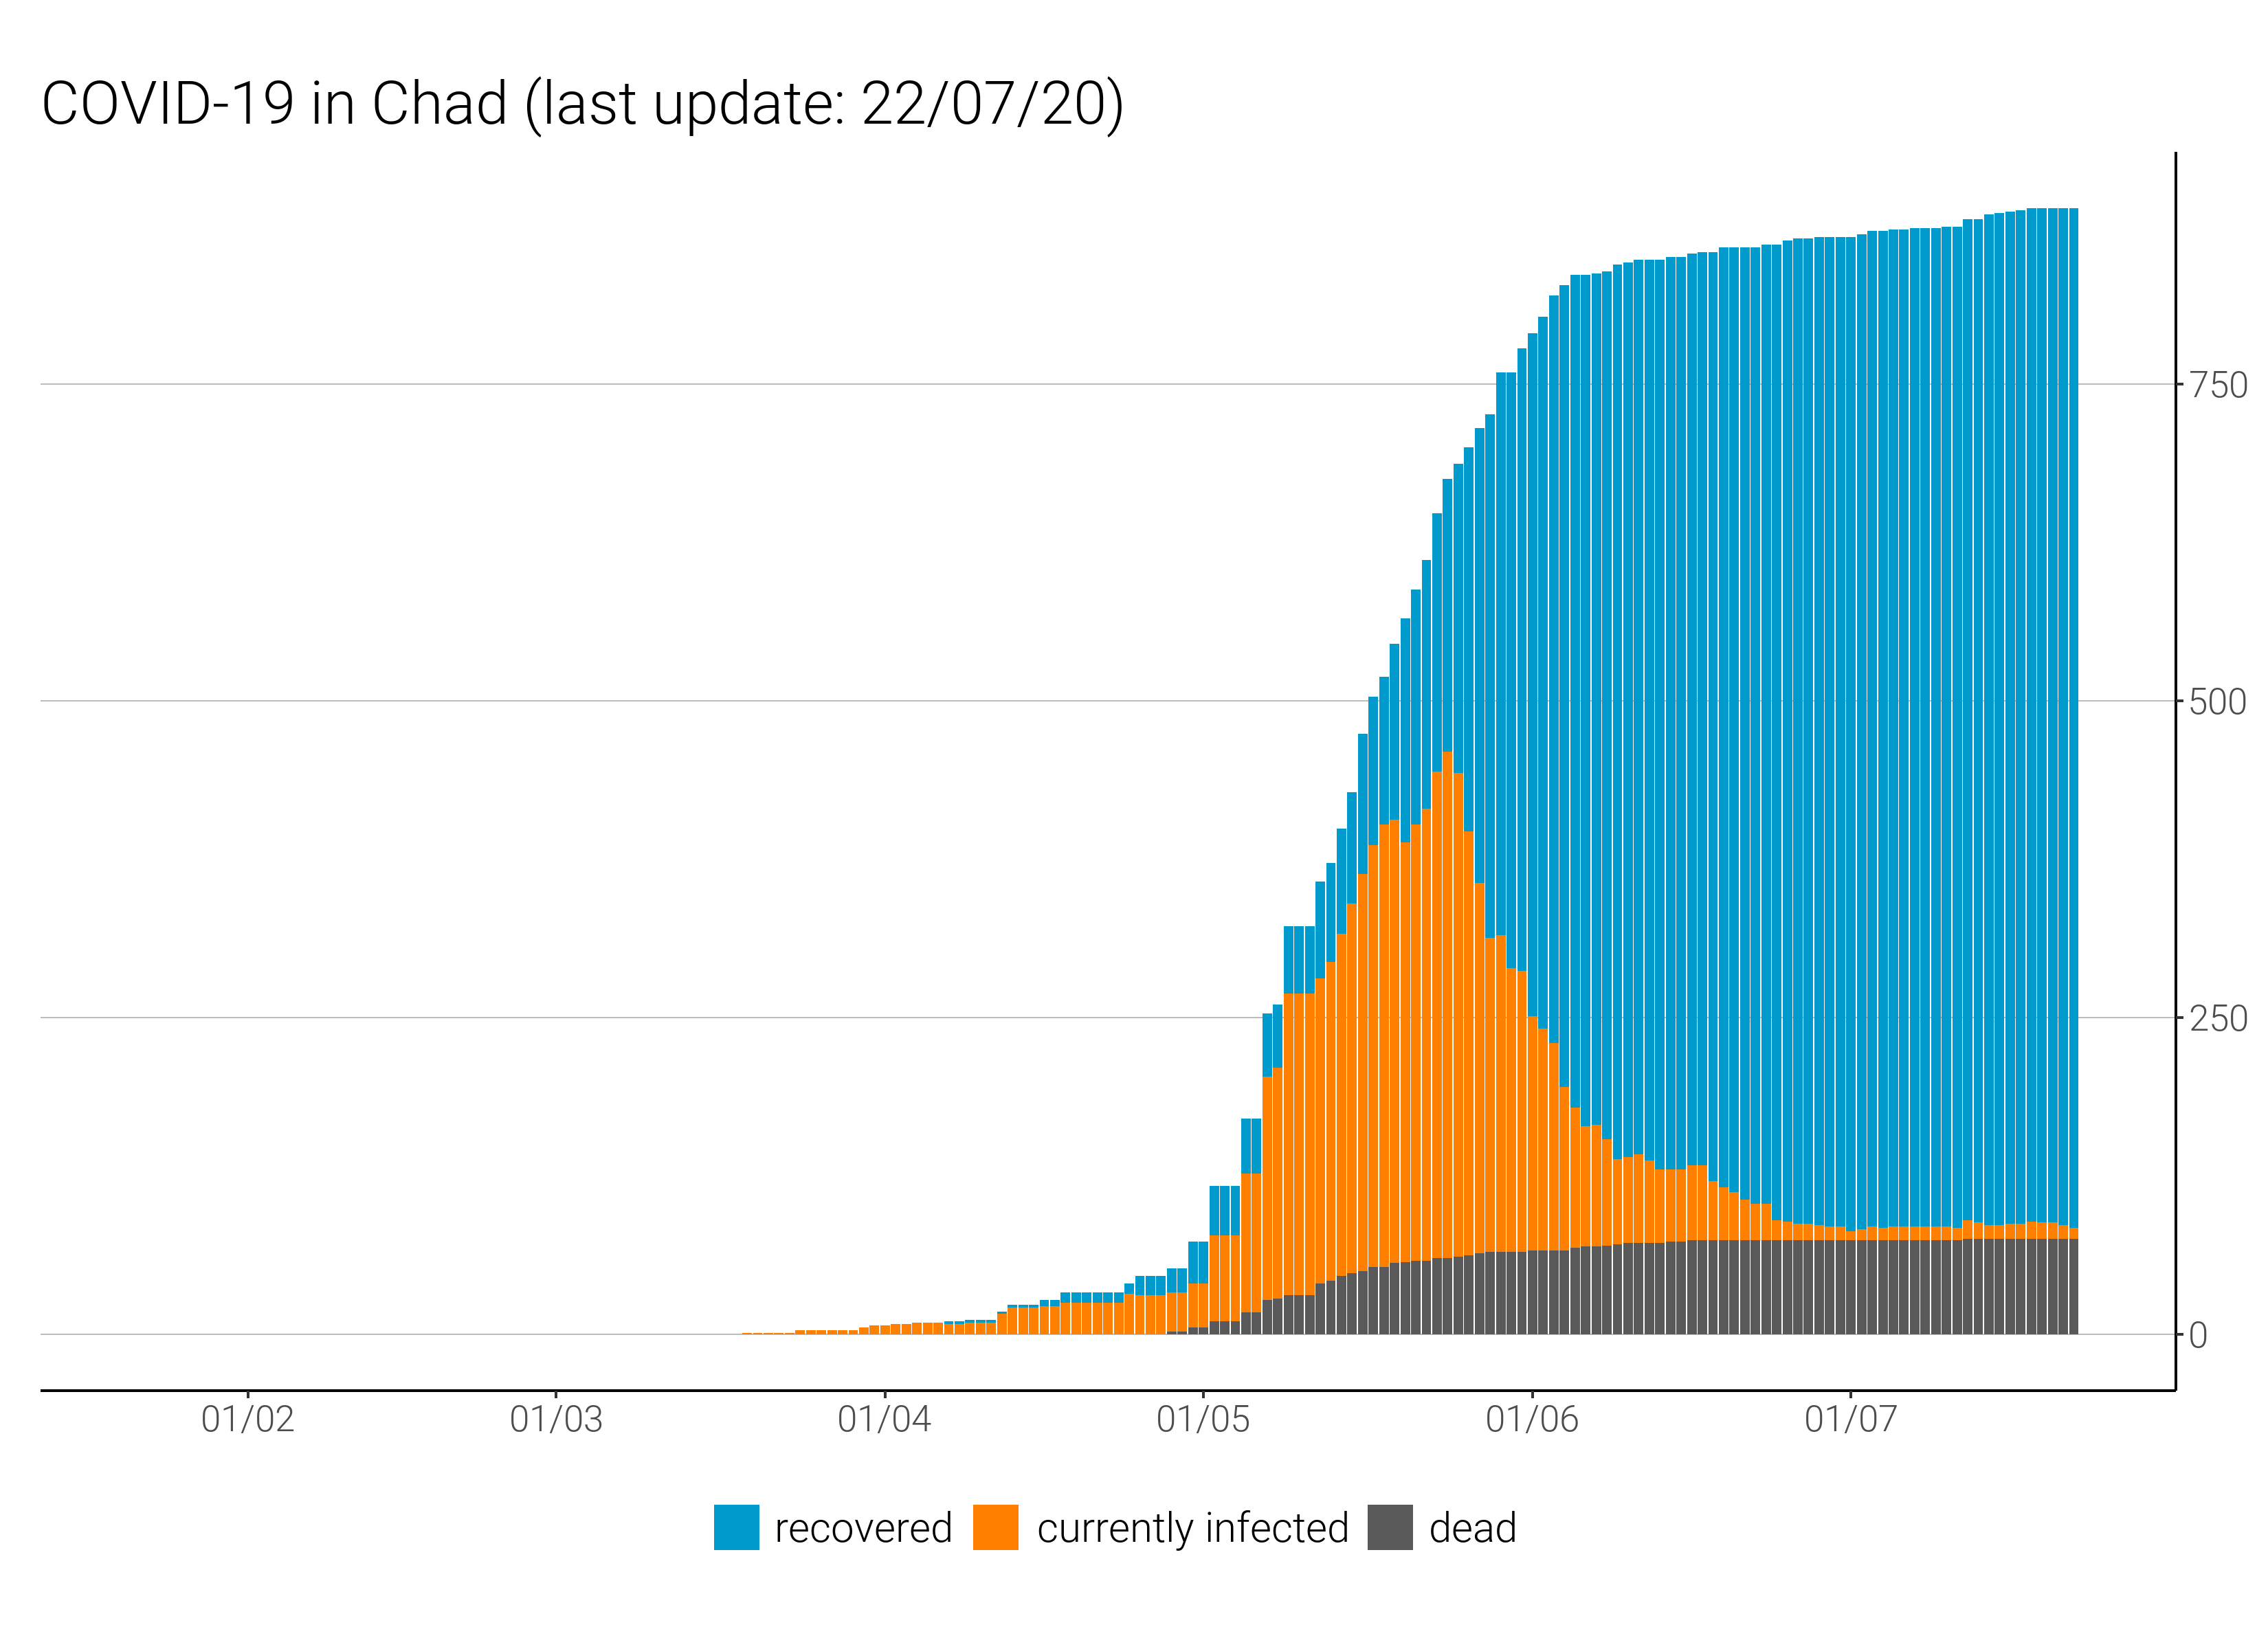 COVID-19 in Chad (last update: 22/07/20)
750
500
250
0
01/02 01/03 01/04 01/05 01/06 01/07
recovered currently infected dead